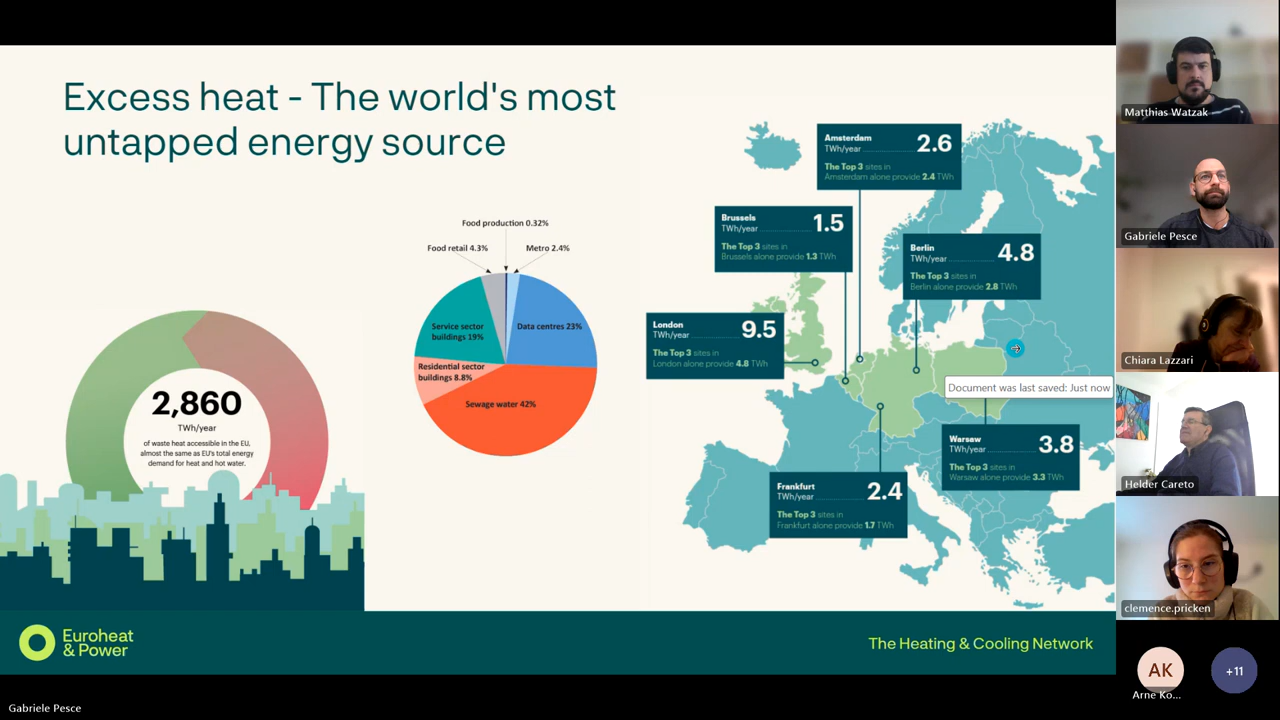 Excess heat - The world's most
untapped energy source
2,860
TWh/year
of waste heat accessible in the EU,
almost the same as EU's total energy
demand for heat and hot water.
Food production 0.32%
Food retail 4.3%
Metro 2.4%
Service sector
buildings 19%
Data centres 23%
Residential sector
buildings 8.8%
Sewage water 42%
Amsterdam
TWh/year
2.6
The Top 3 sites in
Amsterdam alone provide 2.4 TWh
Brussels
TWh/year
1.5
The Top 3 sites in
Brussels alone provide 1.3 TWh
Berlin
TWh/year
4.8
The Top 3 sites in
Berlin alone provide 2.8 TWh
London
TWh/year
9.5
The Top 3 sites in
London alone provide 4.8 TWh
Document was last saved: Just now
Warsaw
TWh/year
3.8
The Top 3 sites in
Warsaw alone provide 3.3 TWh
Frankfurt
TWh/year
2.4
The Top 3 sites in
Frankfurt alone provide 1.7 TWh
Euroheat
& Power
The Heating & Cooling Network
Matthias Watzak
Gabriele Pesce
Chiara Lazzari
Helder Careto
clemence.pricken
AK
Arne Ko...
+11
Gabriele Pesce